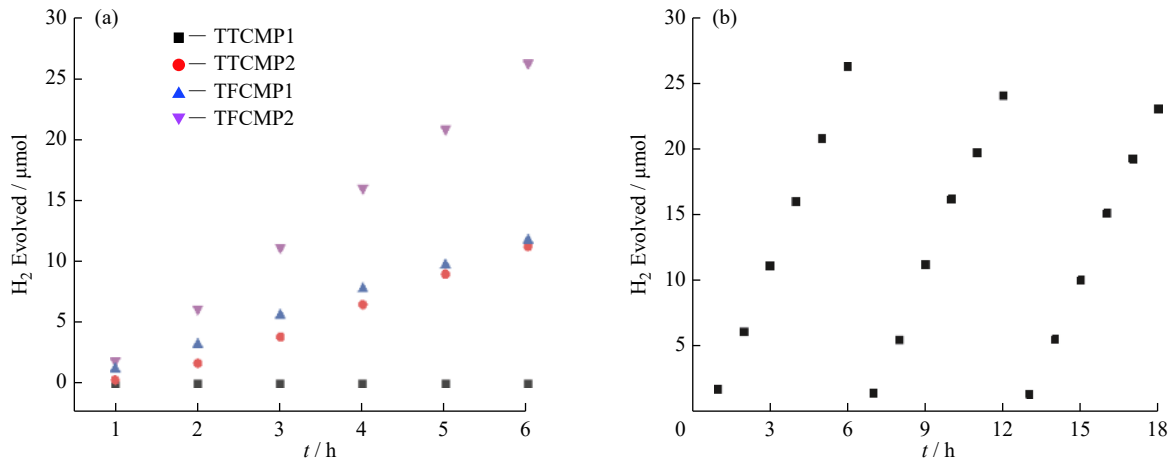 (a)
— TTCMP1
— TTCMP2
— TFCMP1
— TFCMP2
30
25
20
15
10
5
0
H₂ Evolved / μmol
1 2 3 4 5 6
t / h
(b)
30
25
20
15
10
5
H₂ Evolved / μmol
0 3 6 9 12 15 18
t / h